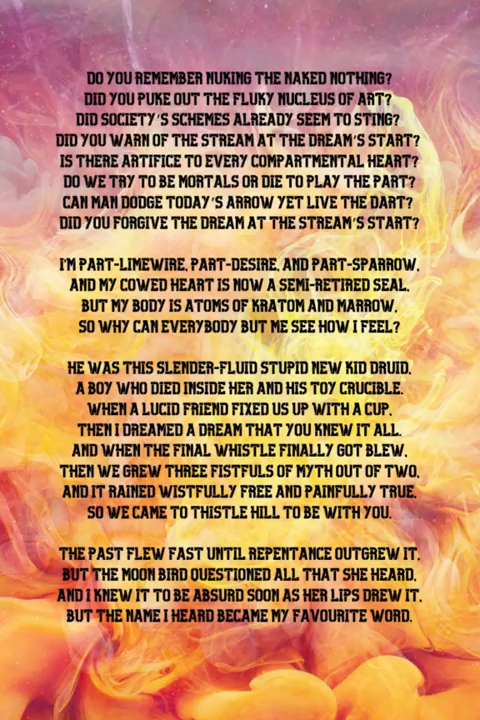 DO YOU REMEMBER NUKING THE NAKED NOTHING?
DID YOU PUKE OUT THE FLUKY NUCLEUS OF ART?
DID SOCIETY'S SCHEMES ALREADY SEEM TO STING?
DID YOU WARN OF THE STREAM AT THE DREAM'S START?
IS THERE ARTIFICE TO EVERY COMPARTMENTAL HEART?
DO WE TRY TO BE MORTALS OR DIE TO PLAY THE PART?
CAN MAN DODGE TODAY'S ARROW YET LIVE THE DART?
DID YOU FORGIVE THE DREAM AT THE STREAM'S START?
I'M PART-LIMEWIRE, PART-DESIRE, AND PART-SPARROW,
AND MY COWED HEART IS NOW A SEMI-RETIRED SEAL,
BUT MY BODY IS ATOMS OF KRATOM AND MARROW,
SO WHY CAN EVERYBODY BUT ME SEE HOW I FEEL?
HE WAS THIS SLENDER-FLUID STUPID NEW KID DRUID,
A BOY WHO DIED INSIDE HER AND HIS TOY CRUCIBLE.
WHEN A LUCID FRIEND FIXED US UP WITH A CUP,
THEN I DREAMED A DREAM THAT YOU KNEW IT ALL.
AND WHEN THE FINAL WHISTLE FINALLY GOT BLEW,
THEN WE GREW THREE FISTFULS OF MYTH OUT OF TWO,
AND IT RAINED WISTFULLY FREE AND PAINFULLY TRUE,
SO WE CAME TO THISTLE HILL TO BE WITH YOU.
THE PAST FLEW FAST UNTIL REPENTANCE OUTGREW IT,
BUT THE MOON BIRD QUESTIONED ALL THAT SHE HEARD,
AND I KNEW IT TO BE ABSURD SOON AS HER LIPS DREW IT,
BUT THE NAME I HEARD BECAME MY FAVOURITE WORD.